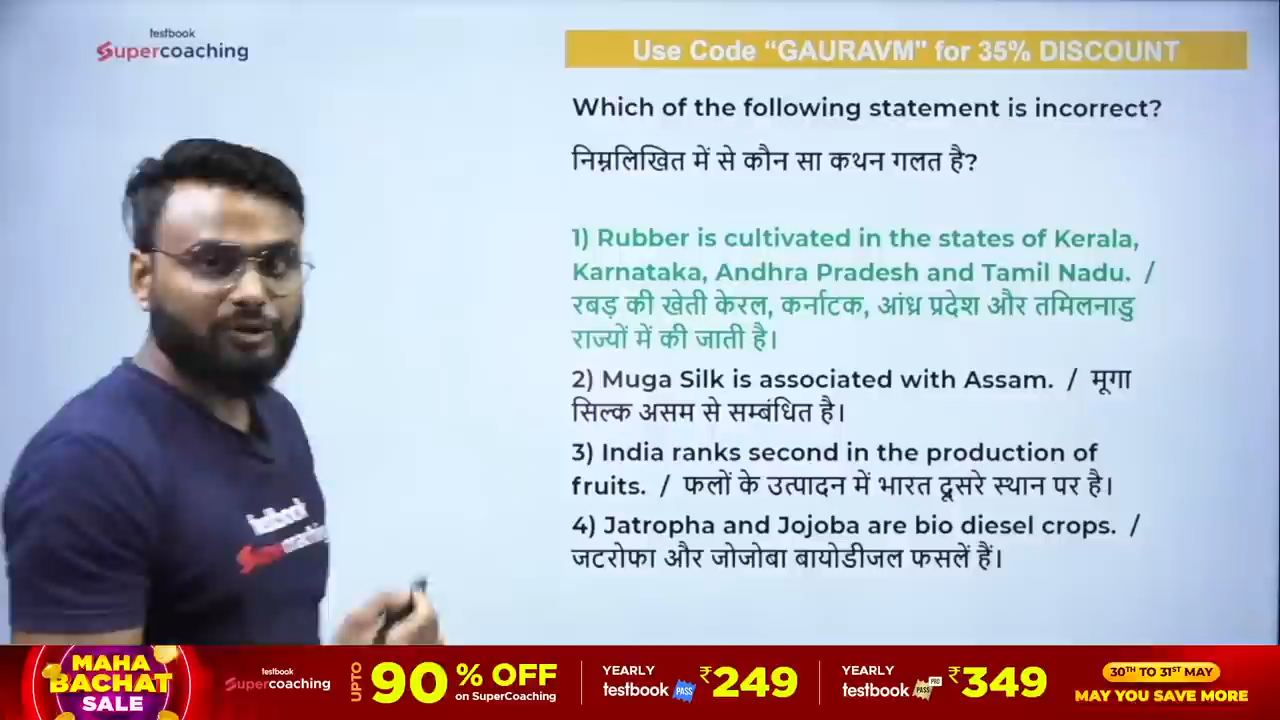 testbook
Supercoaching
Use Code “GAURAVM" for 35% DISCOUNT
Which of the following statement is incorrect?
निम्नलिखित में से कौन सा कथन गलत है?
1) Rubber is cultivated in the states of Kerala,
Karnataka, Andhra Pradesh and Tamil Nadu. /
रबड़ की खेती केरल, कर्नाटक, आंध्र प्रदेश और तमिलनाडु
राज्यों में की जाती है।
2) Muga Silk is associated with Assam. / मूगा
सिल्क असम से सम्बंधित है।
3) India ranks second in the production of
fruits. / फलों के उत्पादन में भारत दूसरे स्थान पर है।
4) Jatropha and Jojoba are bio diesel crops. /
जटरोफा और जोजोबा बायोडीजल फसलें हैं।
testbook
Supercoaching
MAHA
BACHAT
SALE
testbook
Supercoaching
UPTO 90 % OFF
on SuperCoaching
YEARLY
testbook PASS
₹249
YEARLY
testbook PASS PRO
₹349
30TH TO 31ST MAY
MAY YOU SAVE MORE